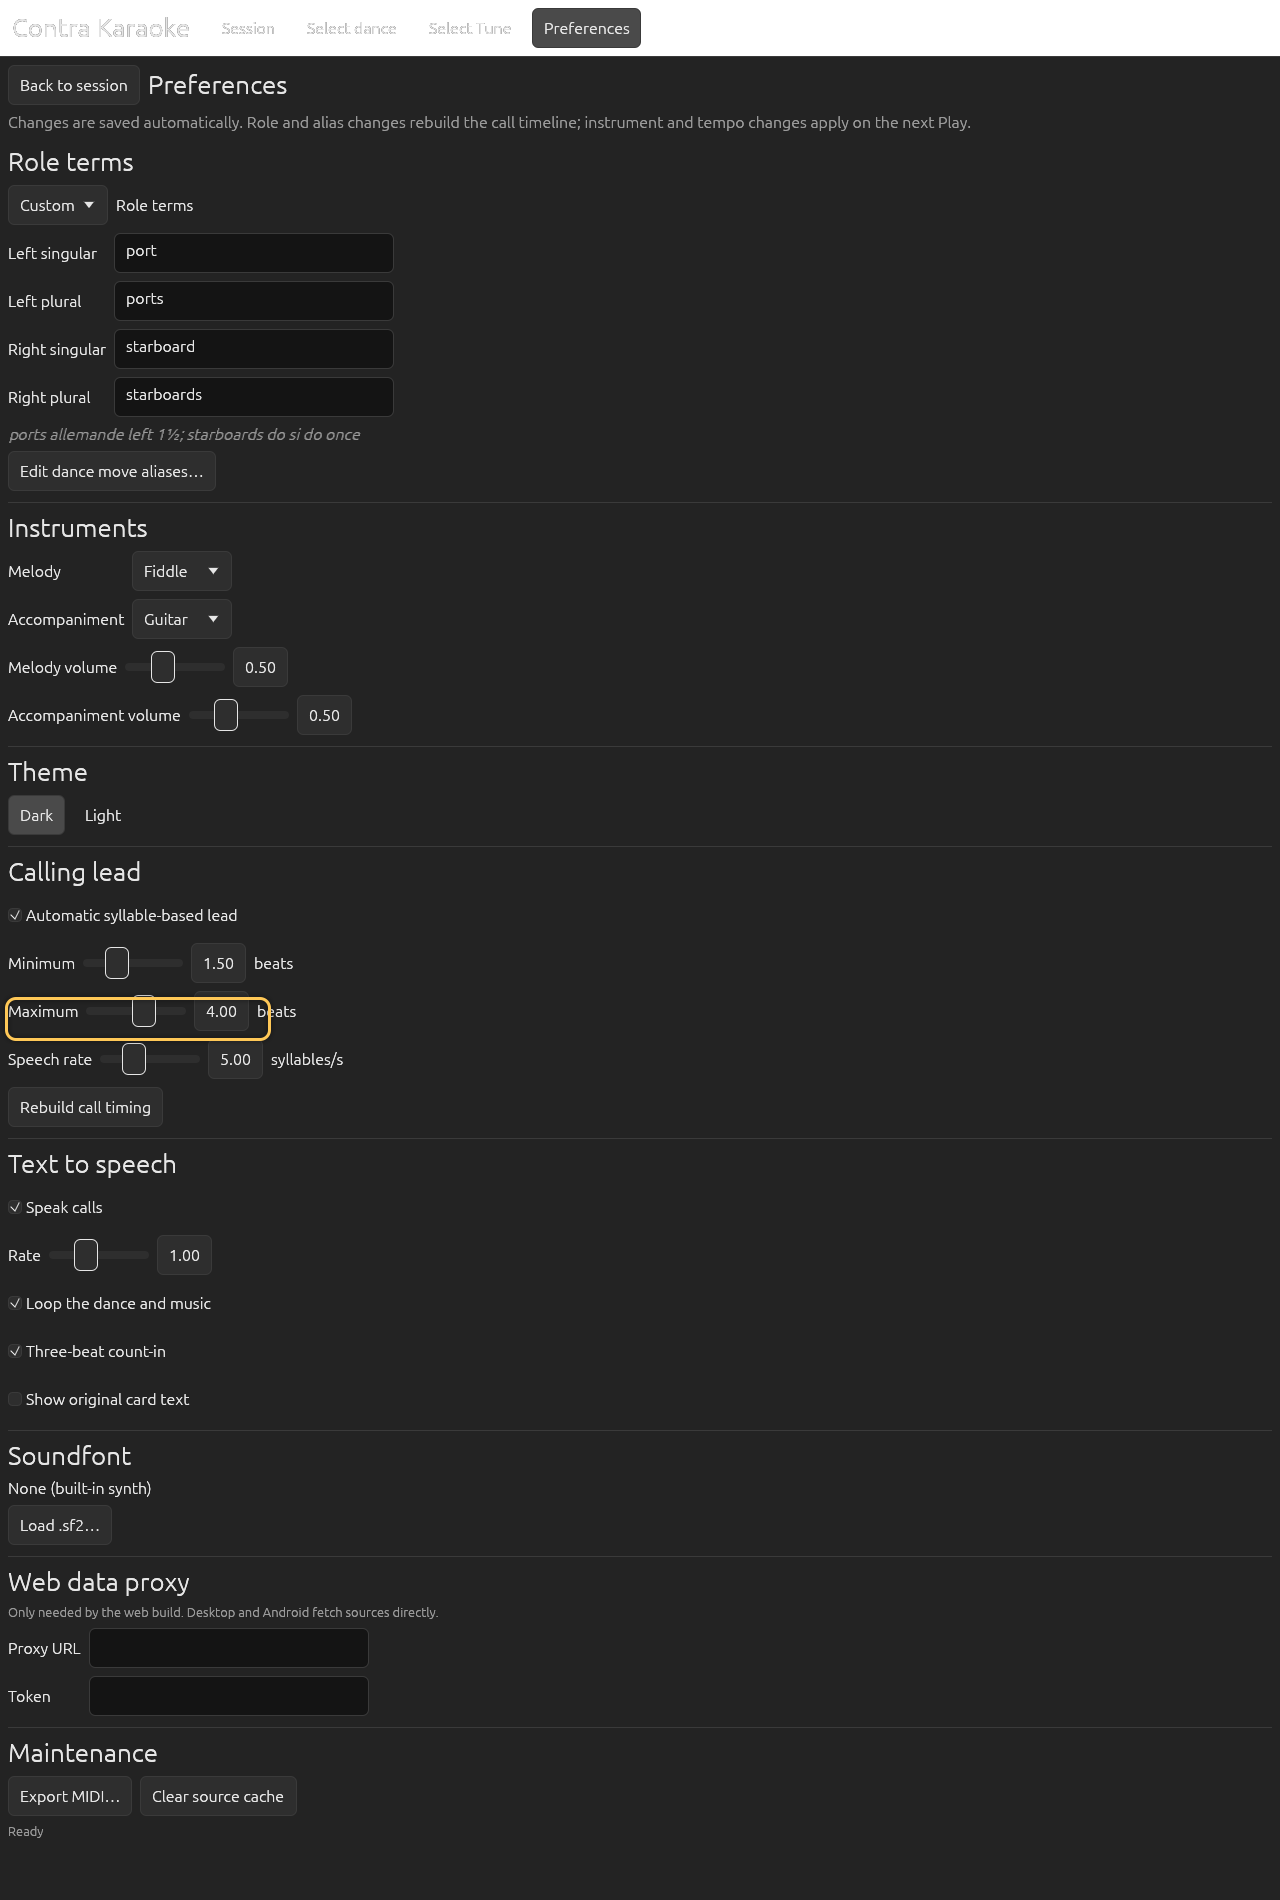 Contra Karaoke Session Select dance Select Tune Preferences
Back to session Preferences
Changes are saved automatically. Role and alias changes rebuild the call timeline; instrument and tempo changes apply on the next Play.
Role terms
Custom Role terms
Left singular port
Left plural ports
Right singular starboard
Right plural starboards
ports allemande left 1½; starboards do si do once
Edit dance move aliases…
Instruments
Melody Fiddle
Accompaniment Guitar
Melody volume 0.50
Accompaniment volume 0.50
Theme
Dark Light
Calling lead
Automatic syllable-based lead
Minimum 1.50 beats
Maximum 4.00 beats
Speech rate 5.00 syllables/s
Rebuild call timing
Text to speech
Speak calls
Rate 1.00
Loop the dance and music
Three-beat count-in
Show original card text
Soundfont
None (built-in synth)
Load .sf2…
Web data proxy
Only needed by the web build. Desktop and Android fetch sources directly.
Proxy URL
Token
Maintenance
Export MIDI… Clear source cache
Ready